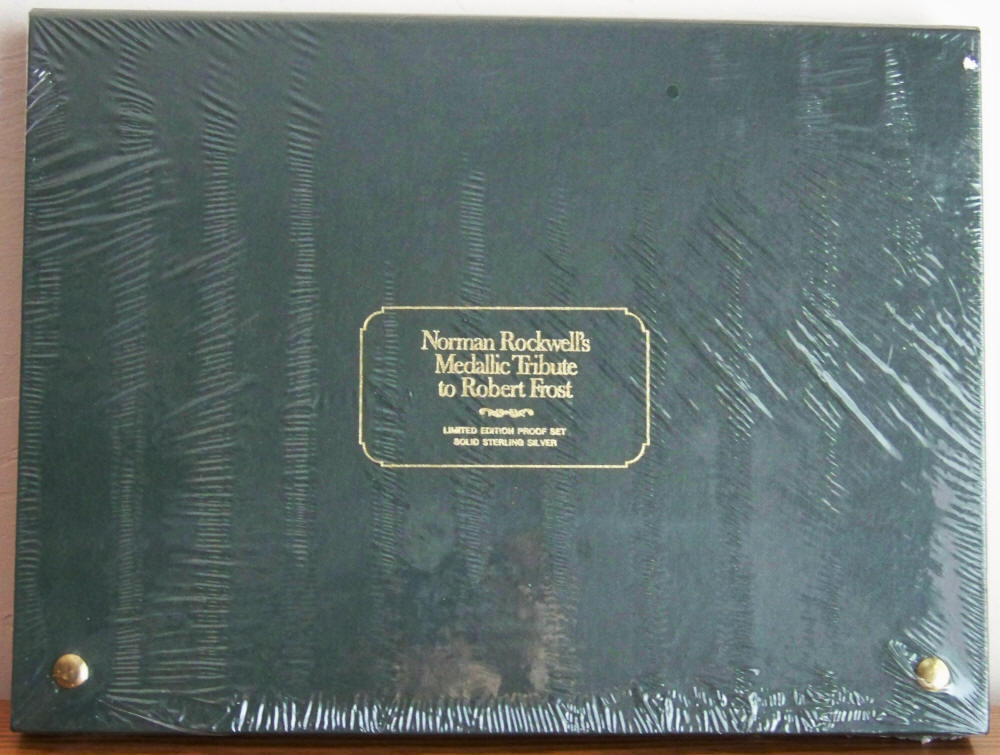 Norman Rockwell's
Medallic Tribute
to Robert Frost
LIMITED EDITION PROOF SET
SOLID STERLING SILVER